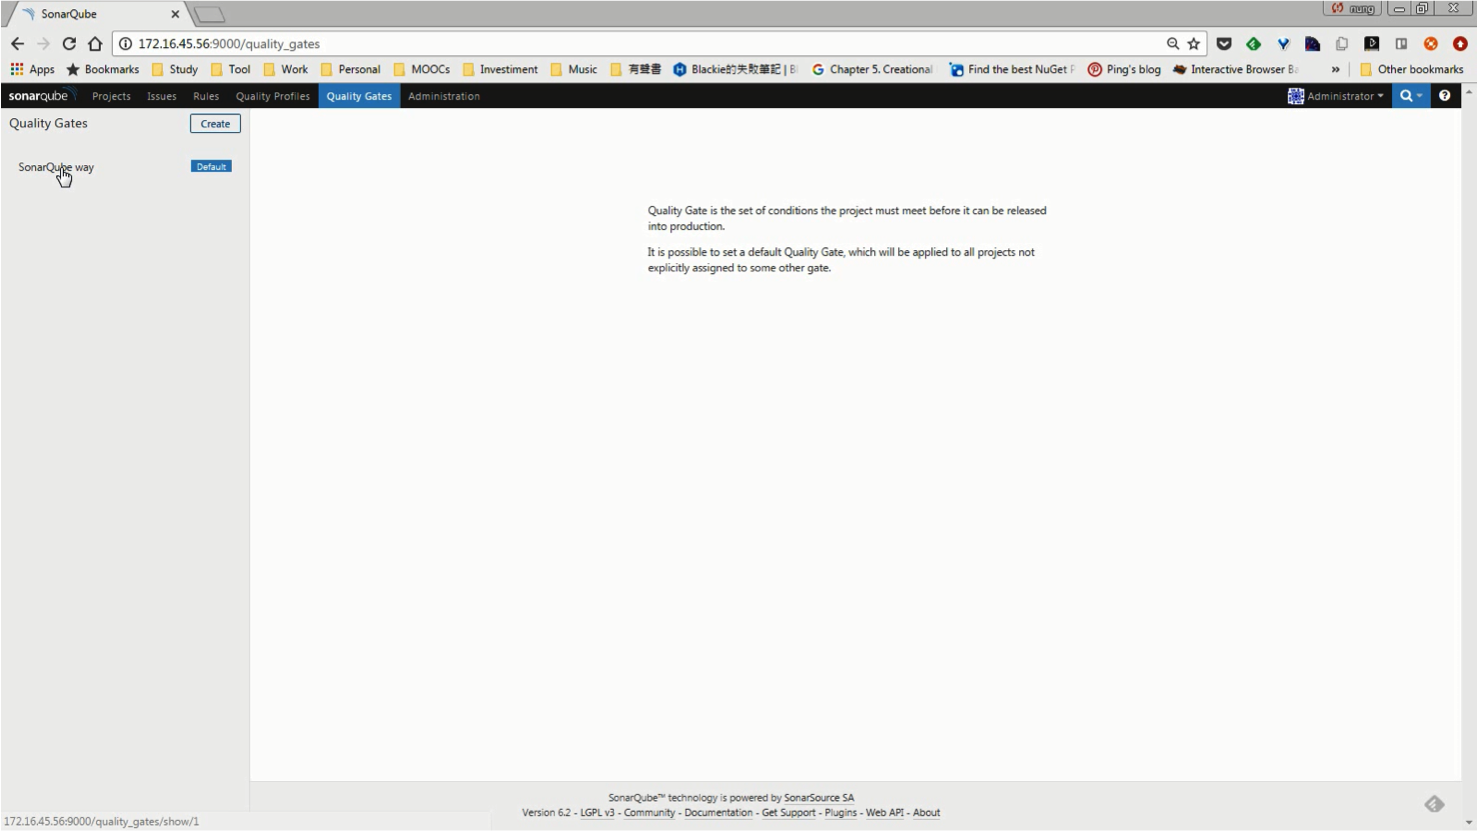 SonarQube
nung
172.16.45.56:9000/quality_gates
Apps Bookmarks Study Tool Work Personal MOOCs Investiment Music 有聲書 Blackie的失敗筆記 | B Chapter 5. Creational Find the best NuGet P Ping's blog Interactive Browser Ba » Other bookmarks
sonarqube Projects Issues Rules Quality Profiles Quality Gates Administration Administrator
Quality Gates Create
SonarQube way Default
Quality Gate is the set of conditions the project must meet before it can be released
into production.
It is possible to set a default Quality Gate, which will be applied to all projects not
explicitly assigned to some other gate.
SonarQube™ technology is powered by SonarSource SA
Version 6.2 - LGPL v3 - Community - Documentation - Get Support - Plugins - Web API - About
172.16.45.56:9000/quality_gates/show/1